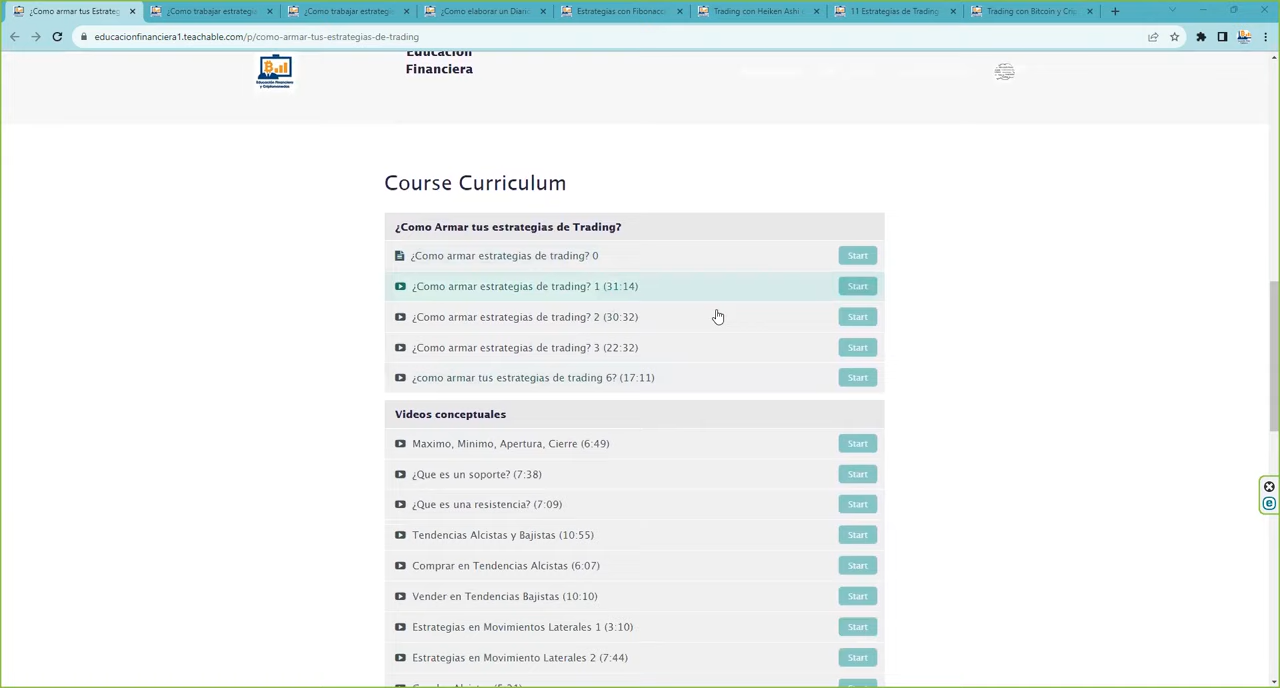 ¿Como armar tus Estrateg
¿Como trabajar estrategi
¿Como trabajar estrategi
¿Como elaborar un Diari
Estrategias con Fibonacc
Trading con Heiken Ashi
11 Estrategias de Trading
Trading con Bitcoin y Crip
educacionfinanciera1.teachable.com/p/como-armar-tus-estrategias-de-trading
Educación
Financiera
Educación Financiera
y Criptomonedas
Course Curriculum
¿Como Armar tus estrategias de Trading?
¿Como armar estrategias de trading? 0 Start
¿Como armar estrategias de trading? 1 (31:14) Start
¿Como armar estrategias de trading? 2 (30:32) Start
¿Como armar estrategias de trading? 3 (22:32) Start
¿como armar tus estrategias de trading 6? (17:11) Start
Videos conceptuales
Maximo, Minimo, Apertura, Cierre (6:49) Start
¿Que es un soporte? (7:38) Start
¿Que es una resistencia? (7:09) Start
Tendencias Alcistas y Bajistas (10:55) Start
Comprar en Tendencias Alcistas (6:07) Start
Vender en Tendencias Bajistas (10:10) Start
Estrategias en Movimientos Laterales 1 (3:10) Start
Estrategias en Movimiento Laterales 2 (7:44) Start